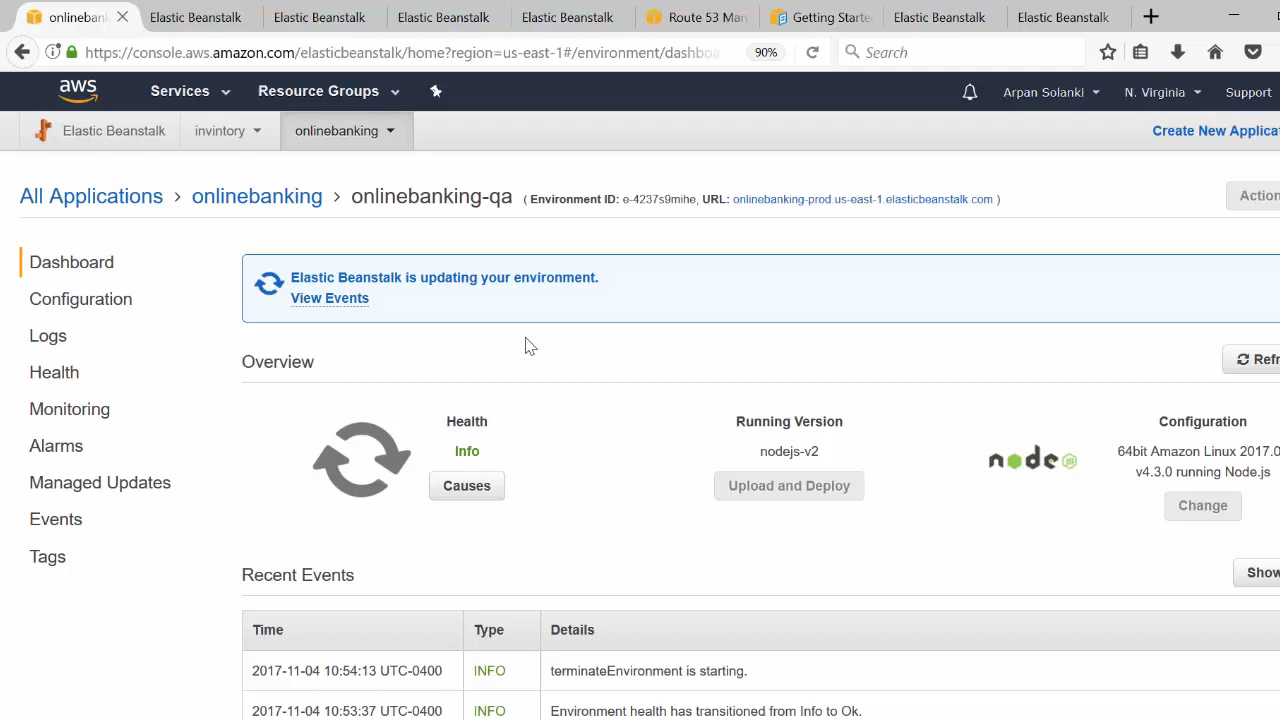 onlinebank
Elastic Beanstalk
Elastic Beanstalk
Elastic Beanstalk
Elastic Beanstalk
Route 53 Man
Getting Starte
Elastic Beanstalk
Elastic Beanstalk
https://console.aws.amazon.com/elasticbeanstalk/home?region=us-east-1#/environment/dashbo
90%
Search
aws
Services
Resource Groups
Arpan Solanki
N. Virginia
Support
Elastic Beanstalk
invintory
onlinebanking
Create New Applica
All Applications › onlinebanking › onlinebanking-qa ( Environment ID: e-4237s9mihe, URL: onlinebanking-prod.us-east-1.elasticbeanstalk.com )
Action
Dashboard
Configuration
Logs
Health
Monitoring
Alarms
Managed Updates
Events
Tags
Elastic Beanstalk is updating your environment.
View Events
Overview
Refr
Health
Info
Causes
Running Version
nodejs-v2
Upload and Deploy
node
JS
Configuration
64bit Amazon Linux 2017.0
v4.3.0 running Node.js
Change
Recent Events
Show
Time Type Details
2017-11-04 10:54:13 UTC-0400 INFO terminateEnvironment is starting.
2017-11-04 10:53:37 UTC-0400 INFO Environment health has transitioned from Info to Ok.